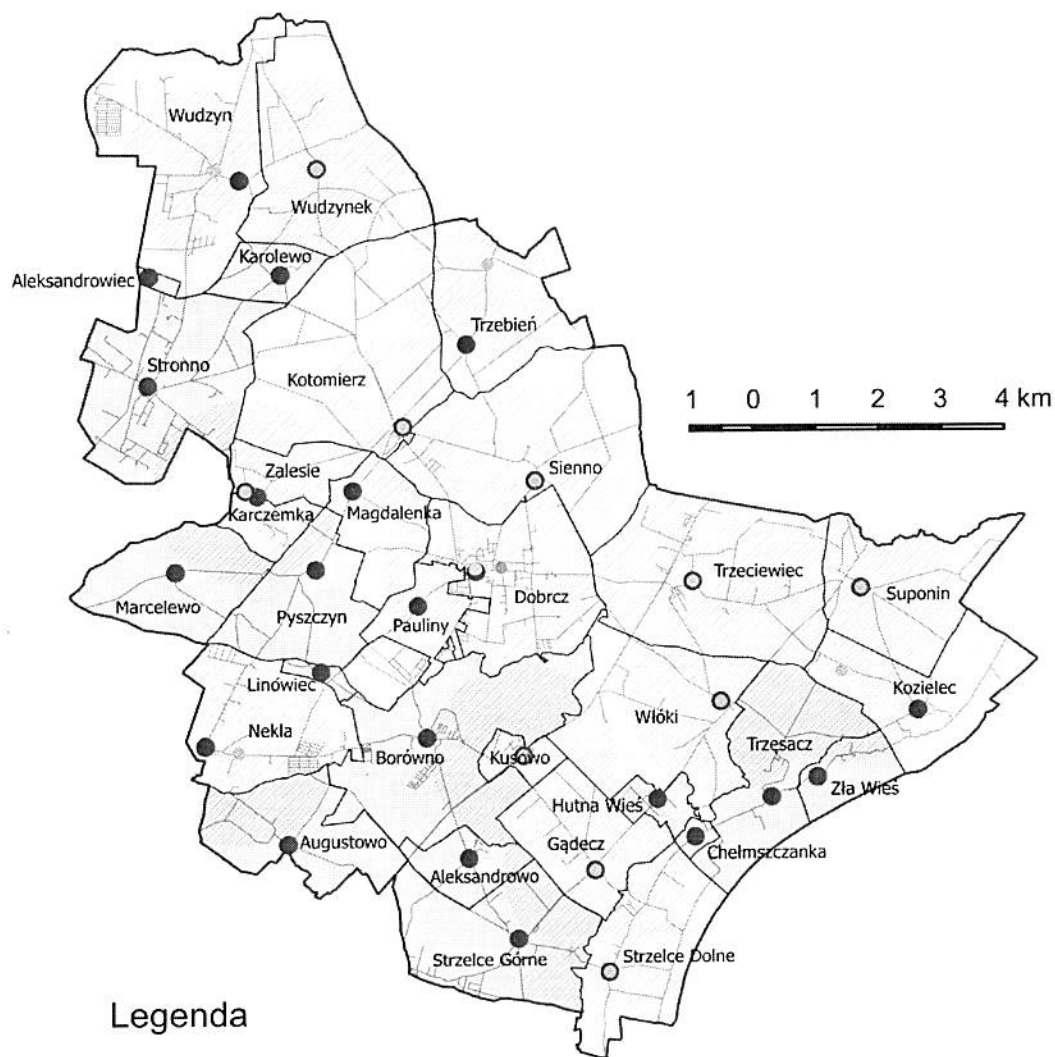 Wudzyn
Wudzynek
Karolewo
Aleksandrowiec
Trzebień
Stronno
Kotomierz
1 0 1 2 3 4 km
Zalesie
Sienno
Karczemka
Magdalenka
Trzeciewiec
Suponin
Marcelewo
Pyszczyn
Pauliny
Dobrcz
Linówiec
Kozielec
Nekla
Włóki
Trzęsacz
Borówno
Kusowo
Zła Wieś
Hutna Wieś
Gądecz
Chełmszczanka
Augustowo
Aleksandrowo
Strzelce Górne
Strzelce Dolne
Legenda